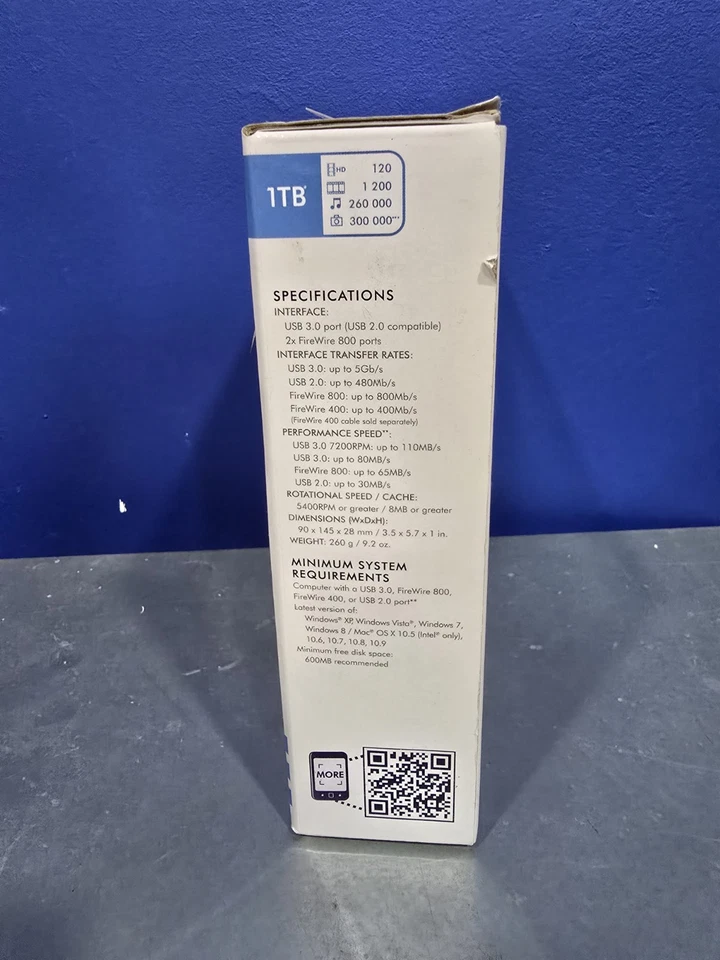 1TB*
HD 120
1 200
260 000
300 000***
SPECIFICATIONS
INTERFACE:
USB 3.0 port (USB 2.0 compatible)
2x FireWire 800 ports
INTERFACE TRANSFER RATES:
USB 3.0: up to 5Gb/s
USB 2.0: up to 480Mb/s
FireWire 800: up to 800Mb/s
FireWire 400: up to 400Mb/s
(FireWire 400 cable sold separately)
PERFORMANCE SPEED**:
USB 3.0 7200RPM: up to 110MB/s
USB 3.0: up to 80MB/s
FireWire 800: up to 65MB/s
USB 2.0: up to 30MB/s
ROTATIONAL SPEED / CACHE:
5400RPM or greater / 8MB or greater
DIMENSIONS (WxDxH):
90 x 145 x 28 mm / 3.5 x 5.7 x 1 in.
WEIGHT: 260 g / 9.2 oz.
MINIMUM SYSTEM
REQUIREMENTS
Computer with a USB 3.0, FireWire 800,
FireWire 400, or USB 2.0 port**
Latest version of:
Windows® XP, Windows Vista®, Windows 7,
Windows 8 / Mac® OS X 10.5 (Intel® only),
10.6, 10.7, 10.8, 10.9
Minimum free disk space:
600MB recommended
MORE